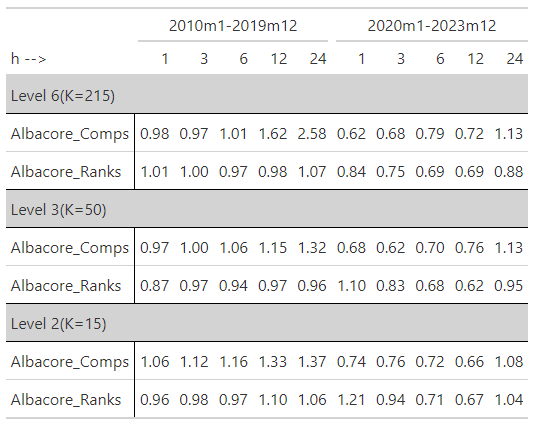 2010m1-2019m12 2020m1-2023m12
h --> 1 3 6 12 24 1 3 6 12 24
Level 6(K=215)
Albacore_Comps 0.98 0.97 1.01 1.62 2.58 0.62 0.68 0.79 0.72 1.13
Albacore_Ranks 1.01 1.00 0.97 0.98 1.07 0.84 0.75 0.69 0.69 0.88
Level 3(K=50)
Albacore_Comps 0.97 1.00 1.06 1.15 1.32 0.68 0.62 0.70 0.76 1.13
Albacore_Ranks 0.87 0.97 0.94 0.97 0.96 1.10 0.83 0.68 0.62 0.95
Level 2(K=15)
Albacore_Comps 1.06 1.12 1.16 1.33 1.37 0.74 0.76 0.72 0.66 1.08
Albacore_Ranks 0.96 0.98 0.97 1.10 1.06 1.21 0.94 0.71 0.67 1.04